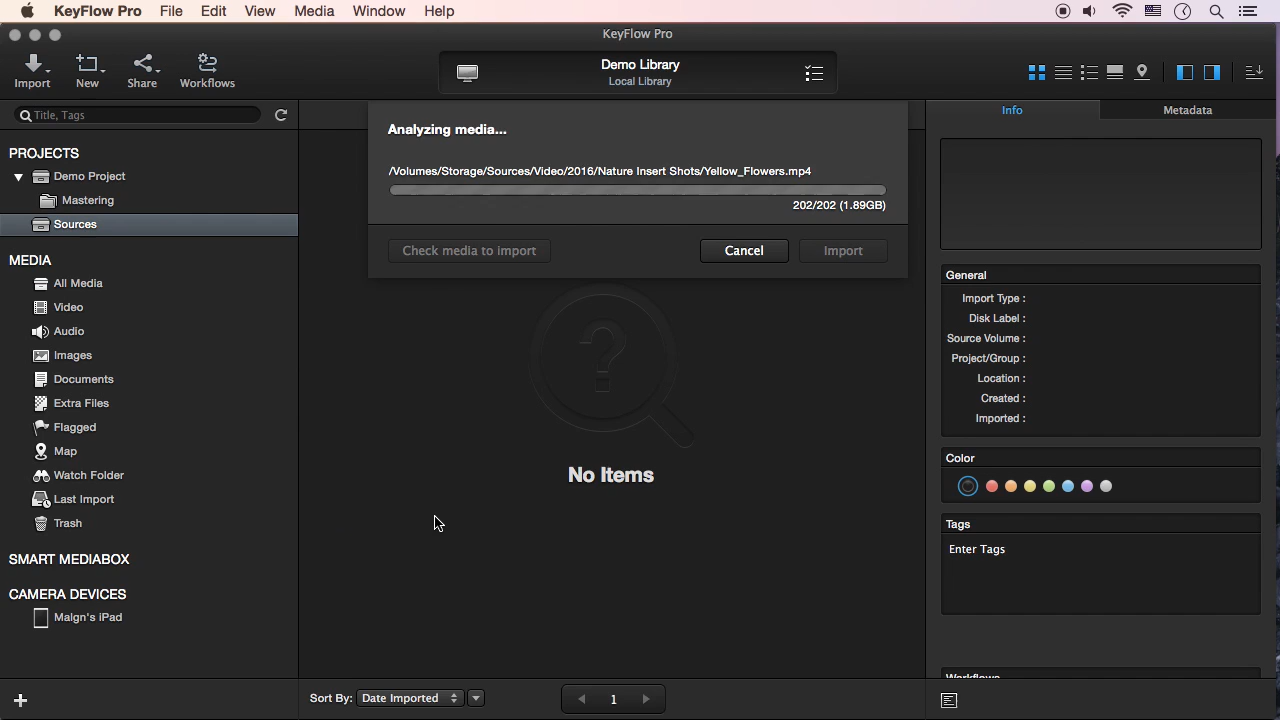 KeyFlow Pro File Edit View Media Window Help
KeyFlow Pro
Import New Share Workflows
Demo Library
Local Library
Title, Tags
Info Metadata
PROJECTS
Demo Project
Mastering
Sources
MEDIA
All Media
Video
Audio
Images
Documents
Extra Files
Flagged
Map
Watch Folder
Last Import
Trash
SMART MEDIABOX
CAMERA DEVICES
Maign's iPad
Analyzing media...
/Volumes/Storage/Sources/Video/2016/Nature Insert Shots/Yellow_Flowers.mp4
202/202 (1.89GB)
Check media to import Cancel Import
?
No Items
General
Import Type :
Disk Label :
Source Volume :
Project/Group :
Location :
Created :
Imported :
Color
Tags
Enter Tags
Workflows
Sort By: Date Imported
1